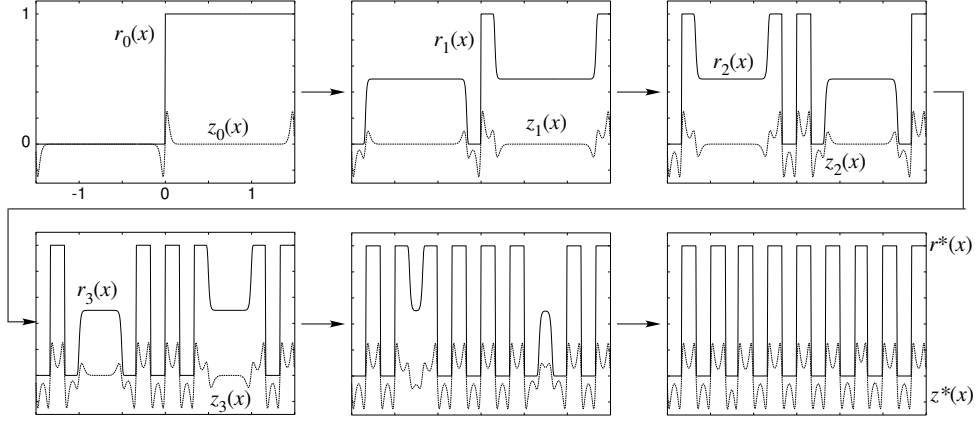 1
0
-1 0 1
r₀(x)
z₀(x)
r₁(x)
z₁(x)
r₂(x)
z₂(x)
r₃(x)
z₃(x)
r*(x)
z*(x)